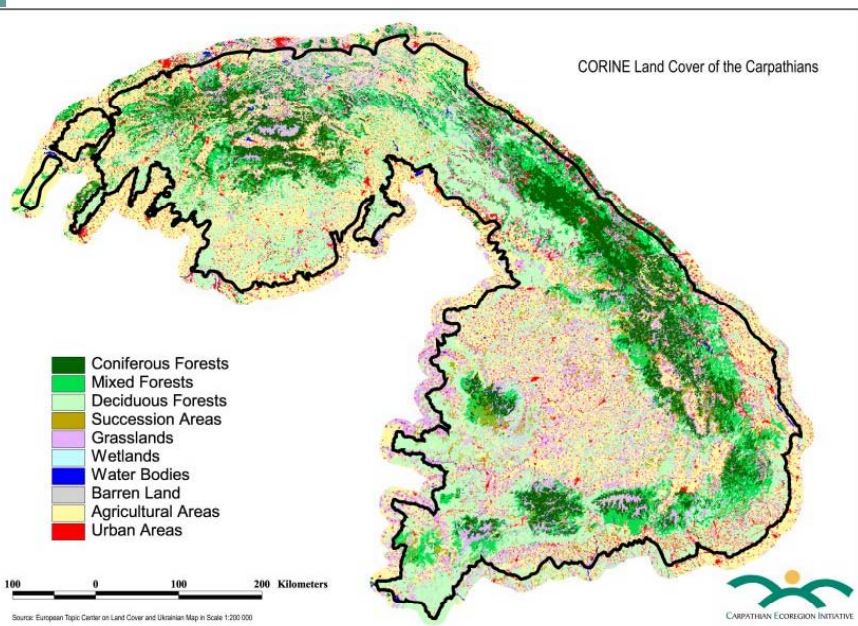 CORINE Land Cover of the Carpathians
Coniferous Forests
Mixed Forests
Deciduous Forests
Succession Areas
Grasslands
Wetlands
Water Bodies
Barren Land
Agricultural Areas
Urban Areas
100 0 100 200 Kilometers
Source: European Topic Center on Land Cover and Ukrainian Map in Scale 1:200 000
CARPATHIAN ECOREGION INITIATIVE